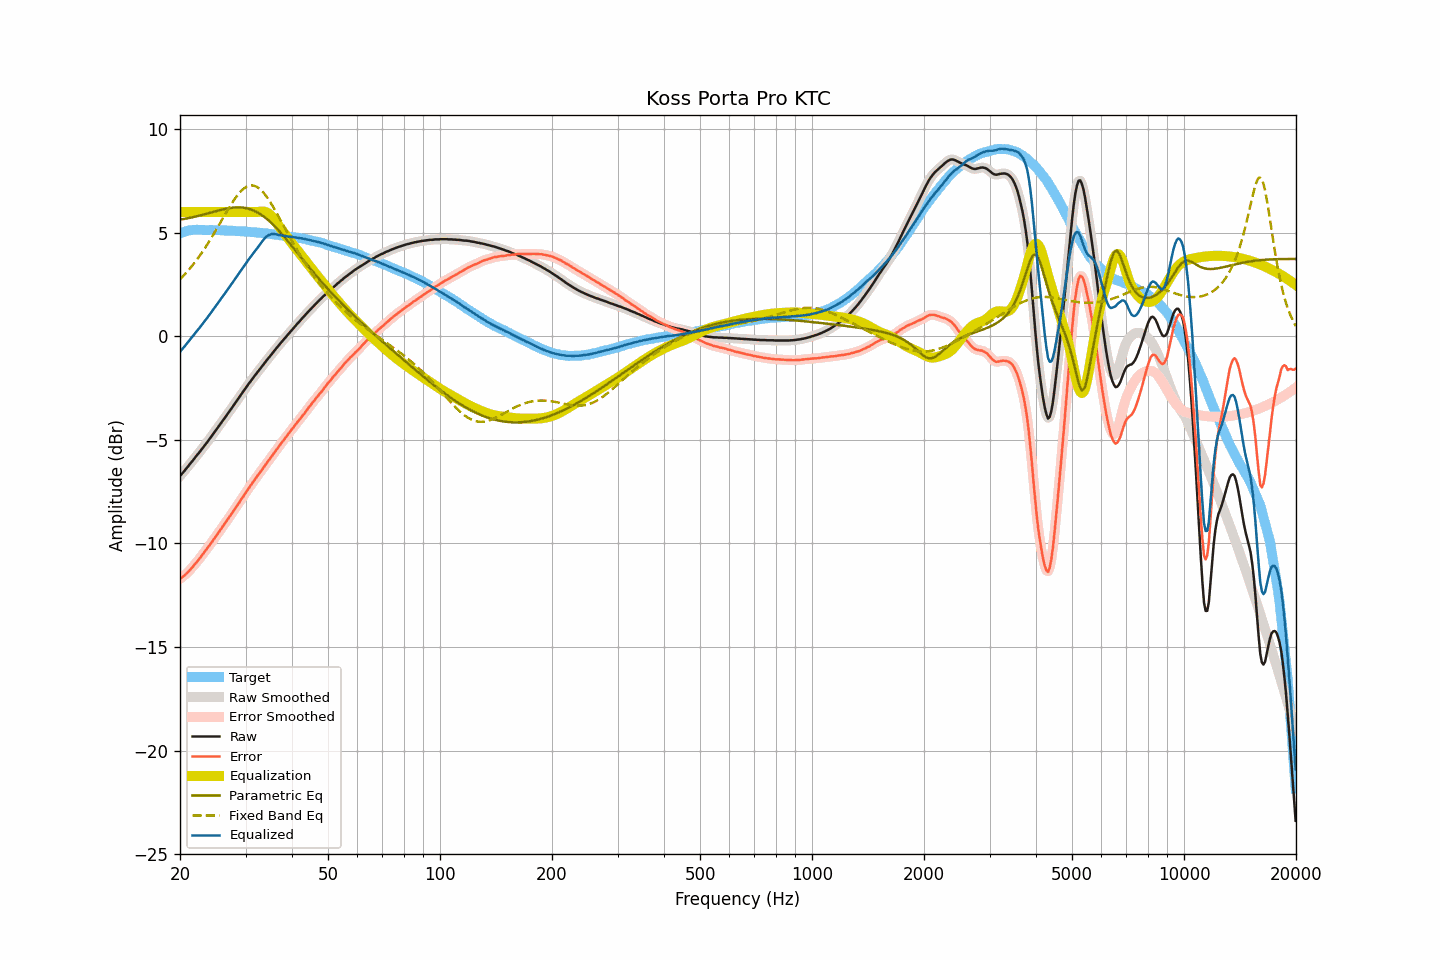 Koss Porta Pro KTC
10
5
0
−5
−10
−15
−20
−25
Amplitude (dBr)
Target
Raw Smoothed
Error Smoothed
Raw
Error
Equalization
Parametric Eq
Fixed Band Eq
Equalized
20 50 100 200 500 1000 2000 5000 10000 20000
Frequency (Hz)